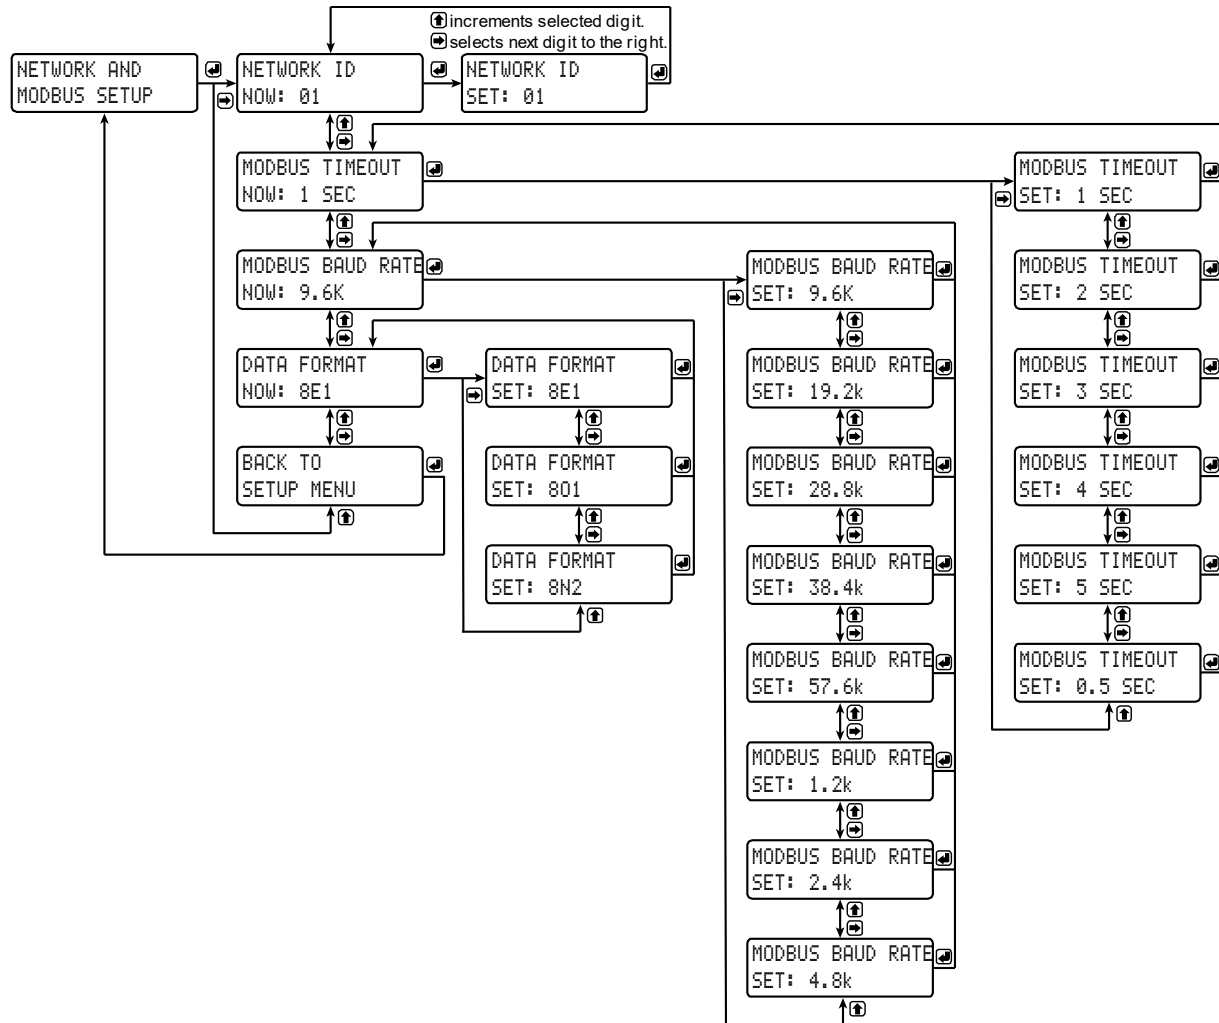 increments selected digit.
selects next digit to the right.
NETWORK AND
MODBUS SETUP
NETWORK ID
NOW: 01
NETWORK ID
SET: 01
MODBUS TIMEOUT
NOW: 1 SEC
MODBUS BAUD RATE
NOW: 9.6K
DATA FORMAT
NOW: 8E1
BACK TO
SETUP MENU
DATA FORMAT
SET: 8E1
DATA FORMAT
SET: 8O1
DATA FORMAT
SET: 8N2
MODBUS BAUD RATE
SET: 9.6K
MODBUS BAUD RATE
SET: 19.2k
MODBUS BAUD RATE
SET: 28.8k
MODBUS BAUD RATE
SET: 38.4k
MODBUS BAUD RATE
SET: 57.6k
MODBUS BAUD RATE
SET: 1.2k
MODBUS BAUD RATE
SET: 2.4k
MODBUS BAUD RATE
SET: 4.8k
MODBUS TIMEOUT
SET: 1 SEC
MODBUS TIMEOUT
SET: 2 SEC
MODBUS TIMEOUT
SET: 3 SEC
MODBUS TIMEOUT
SET: 4 SEC
MODBUS TIMEOUT
SET: 5 SEC
MODBUS TIMEOUT
SET: 0.5 SEC